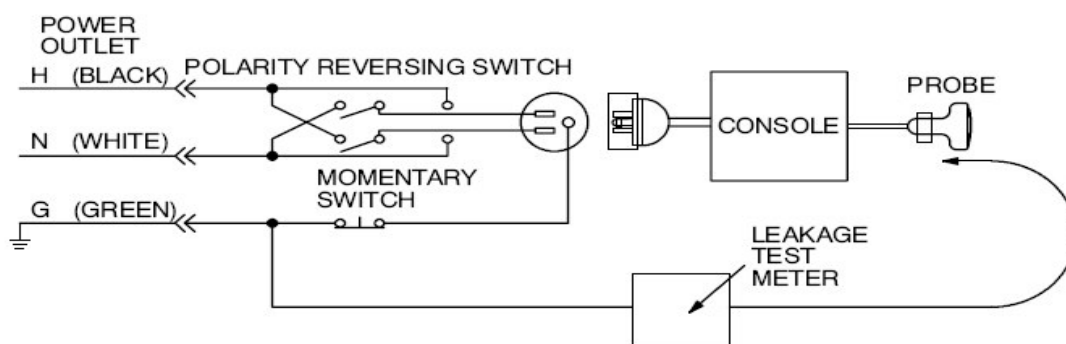 POWER
OUTLET
H (BLACK)
POLARITY REVERSING SWITCH
PROBE
CONSOLE
N (WHITE)
MOMENTARY
SWITCH
G (GREEN)
LEAKAGE
TEST
METER